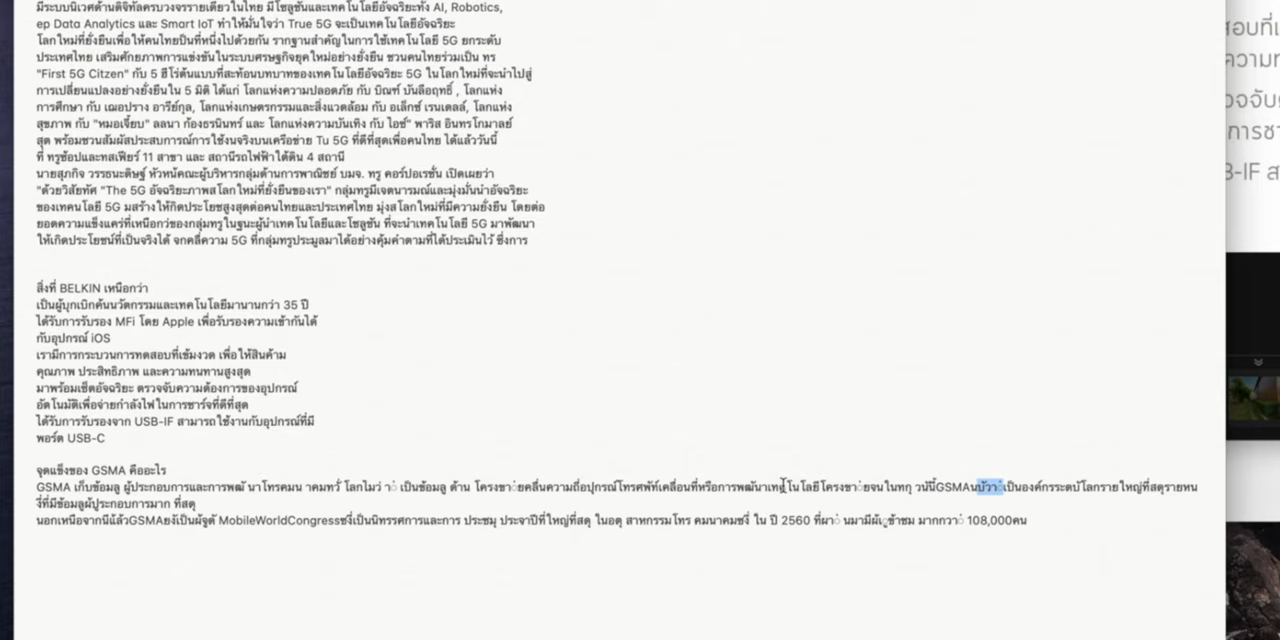 มีระบบนิเวศด้านดิจิทัลครบวงจรรายเดียวในไทย มีโซลูชันและเทคโนโลยีอัจฉริยะทั้ง AI, Robotics,
ep Data Analytics และ Smart IoT ทำให้มั่นใจว่า True 5G จะเป็นเทคโนโลยีอัจฉริยะ
โลกใหม่ที่ยั่งยืนเพื่อให้คนไทยป็นที่หนึ่งไปด้วยกัน รากฐานสำคัญในการใช้เทคโนโลยี 5G ยกระดับ
ประเทศไทย เสริมศักยภาพการแข่งขันในระบบศรษฐกิจยุคใหม่อย่างยั่งยืน ชวนคนไทยร่วมเป็น ทร
"First 5G Citzen" กับ 5 ฮีโร่ต้นแบบที่สะท้อนบทบาทของเทคโนโลยีอัจฉริยะ 5G ในโลกใหม่ที่จะนำไปสู่
การเปลี่ยนแปลงอย่างยั่งยืนใน 5 มิติ ได้แก่ โลกแห่งความปลอดภัย กับ บิณฑ์ บันลือฤทธิ์ , โลกแห่ง
การศึกษา กับ เฌอปราง อารีย์กุล, โลกแห่งเกษตรกรรมและสิ่งแวดล้อม กับ อเล็กซ์ เรนเดลล์, โลกแห่ง
สุขภาพ กับ "หมอเจี๊ยบ" ลลนา ก้องธรนินทร์ และ โลกแห่งความบันเทิง กับ ไอซ์" พาริส อินทรโกมาลย์
สุด พร้อมชวนสัมผัสประสบการณ์การใช้งนจริงบนเครือข่าย Tu 5G ที่ดีที่สุดเพื่อคนไทย ได้แล้ววันนี้
ที่ ทรูช้อปและทสเฟียร์ 11 สาขา และ สถานีรถไฟฟ้าใต้ดิน 4 สถานี
นายสุภกิจ วรรธนะดิษฐ์ หัวหน้คณะผู้บริหารกลุ่มด้านการพาณิชย์ บมจ. ทรู คอร์ปอเรชั่น เปิดเผยว่า
"ด้วยวิสัยทัศ "The 5G อัจฉริยะภาพสโลกใหม่ที่ยั่งยืนของเรา" กลุ่มทรูมีเจตนารมณ์และมุ่งมั่นนำอัจฉริยะ
ของเทคนโลยี 5G มสร้างให้กิดประโยชสูงสุดต่อคนไทยและประเทศไทย มุ่งสโลกใหม่ที่มีความยั่งยืน โดยต่อ
ยอดความแข็งแคร่ที่เหนือกว่ของกลุ่มทรูในฐนะผู้นำเทคโนโลยีและโซลูชัน ที่จะนำเทคโนโลยี 5G มาพัฒนา
ให้เกิดประโยชน์ที่เป็นจริงได้ จกคลี่ความ 5G ที่กลุ่มทรูประมูลมาได้อย่างคุ้มค่าตามที่ได้ประเมินไว้ ซึ่งการ
สิ่งที่ BELKIN เหนือกว่า
เป็นผู้บุกเบิกค้นนวัตกรรมและเทคโนโลยีมานานกว่า 35 ปี
ได้รับการรับรอง MFi โดย Apple เพื่อรับรองความเข้ากันได้
กับอุปกรณ์ iOS
เรามีการกระบวนการทดสอบที่เข้มงวด เพื่อให้สินค้าม
คุณภาพ ประสิทธิภาพ และความทนทานสูงสุด
มาพร้อมเซ็ตอัจฉริยะ ตรวจจับความต้องการของอุปกรณ์
อัตโนมัติเพื่อจ่ายกำลังไฟในการชาร์จที่ดีที่สุด
ได้รับการรับรองจาก USB-IF สามารถใช้งานกับอุปกรณ์ที่มี
พอร์ต USB-C
จุดแข็งของ GSMA คืออะไร
GSMA เก็บข้อมลู ผู้ประกอบการและการพฒั นาโทรคมน าคมทวั่ โลกไมว่ า่ เป็นข้อมลู ด้าน โครงขา่ยคลื่นความถี่อปุกรณ์โทรศพัท์เคลื่อนที่หรือการพฒันาเทคโนโลยีโครงขา่ยจนในทกุ วนันี้GSMAนบัวา่เป็นองค์กรระดบัโลกรายใหญ่ที่สดุรายหน
งึ่ที่มีข้อมลูผู้ประกอบการมาก ที่สดุ
นอกเหนือจากนีแ้ล้วGSMAยงัเป็นผ้จูดั MobileWorldCongressซงึ่เป็นนิทรรศการและการ ประชมุ ประจาปีที่ใหญ่ที่สดุ ในอตุ สาหกรรมโทร คมนาคมซงึ่ ใน ปี 2560 ที่ผา่ นมามีผ้เูข้าชม มากกวา่ 108,000คน